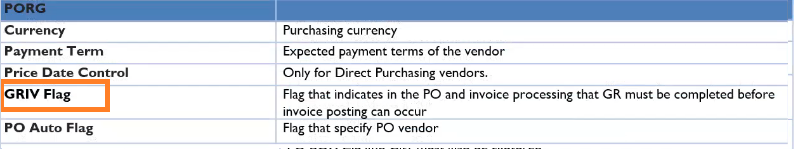 PORG
Currency Purchasing currency
Payment Term Expected payment terms of the vendor
Price Date Control Only for Direct Purchasing vendors.
GRIV Flag Flag that indicates in the PO and invoice processing that GR must be completed before
invoice posting can occur
PO Auto Flag Flag that specify PO vendor